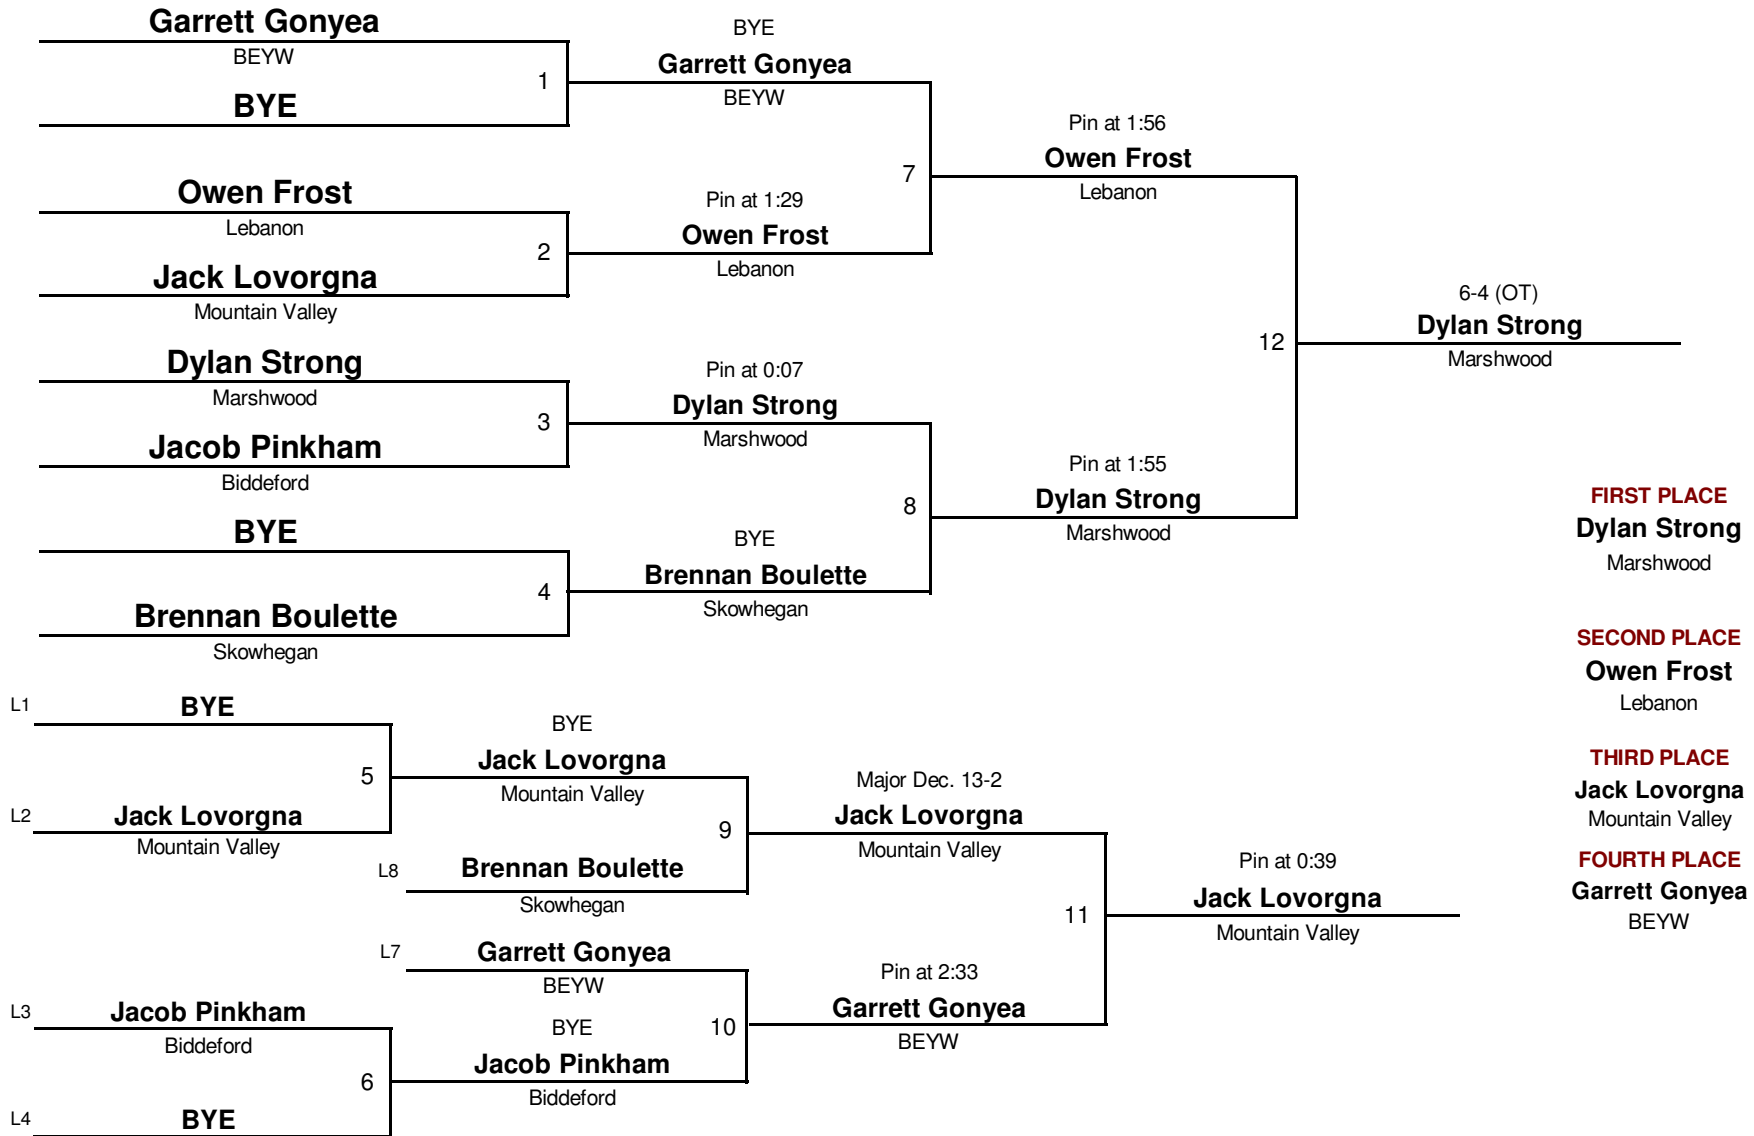 Garrett Gonyea
BEYW
1
BYE
Owen Frost
Lebanon
2
Jack Lovorgna
Mountain Valley
Dylan Strong
Marshwood
3
Jacob Pinkham
Biddeford
BYE
4
Brennan Boulette
Skowhegan
BYE
Garrett Gonyea
BEYW
7
Pin at 1:29
Owen Frost
Lebanon
Pin at 0:07
Dylan Strong
Marshwood
8
BYE
Brennan Boulette
Skowhegan
Pin at 1:56
Owen Frost
Lebanon
12
Pin at 1:55
Dylan Strong
Marshwood
6-4 (OT)
Dylan Strong
Marshwood
FIRST PLACE
Dylan Strong
Marshwood
SECOND PLACE
Owen Frost
Lebanon
THIRD PLACE
Jack Lovorgna
Mountain Valley
FOURTH PLACE
Garrett Gonyea
BEYW
L1 BYE
5
L2 Jack Lovorgna
Mountain Valley
L3 Jacob Pinkham
Biddeford
6
L4 BYE
BYE
Jack Lovorgna
Mountain Valley
9
L8 Brennan Boulette
Skowhegan
L7 Garrett Gonyea
BEYW
BYE 10
Jacob Pinkham
Biddeford
Major Dec. 13-2
Jack Lovorgna
Mountain Valley
11
Pin at 2:33
Garrett Gonyea
BEYW
Pin at 0:39
Jack Lovorgna
Mountain Valley